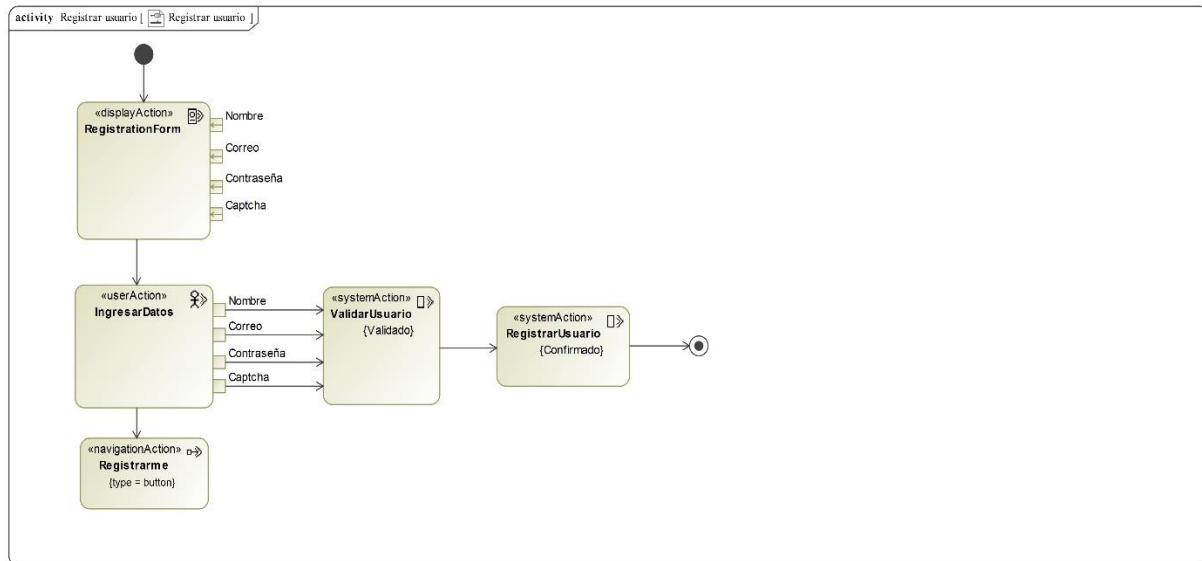 activity Registrar usuario [ Registrar usuario ]
«displayAction»
RegistrationForm
Nombre
Correo
Contraseña
Captcha
«userAction»
IngresarDatos
Nombre
Correo
Contraseña
Captcha
«systemAction»
ValidarUsuario
{Validado}
«systemAction»
RegistrarUsuario
{Confirmado}
«navigationAction»
Registrarme
{type = button}